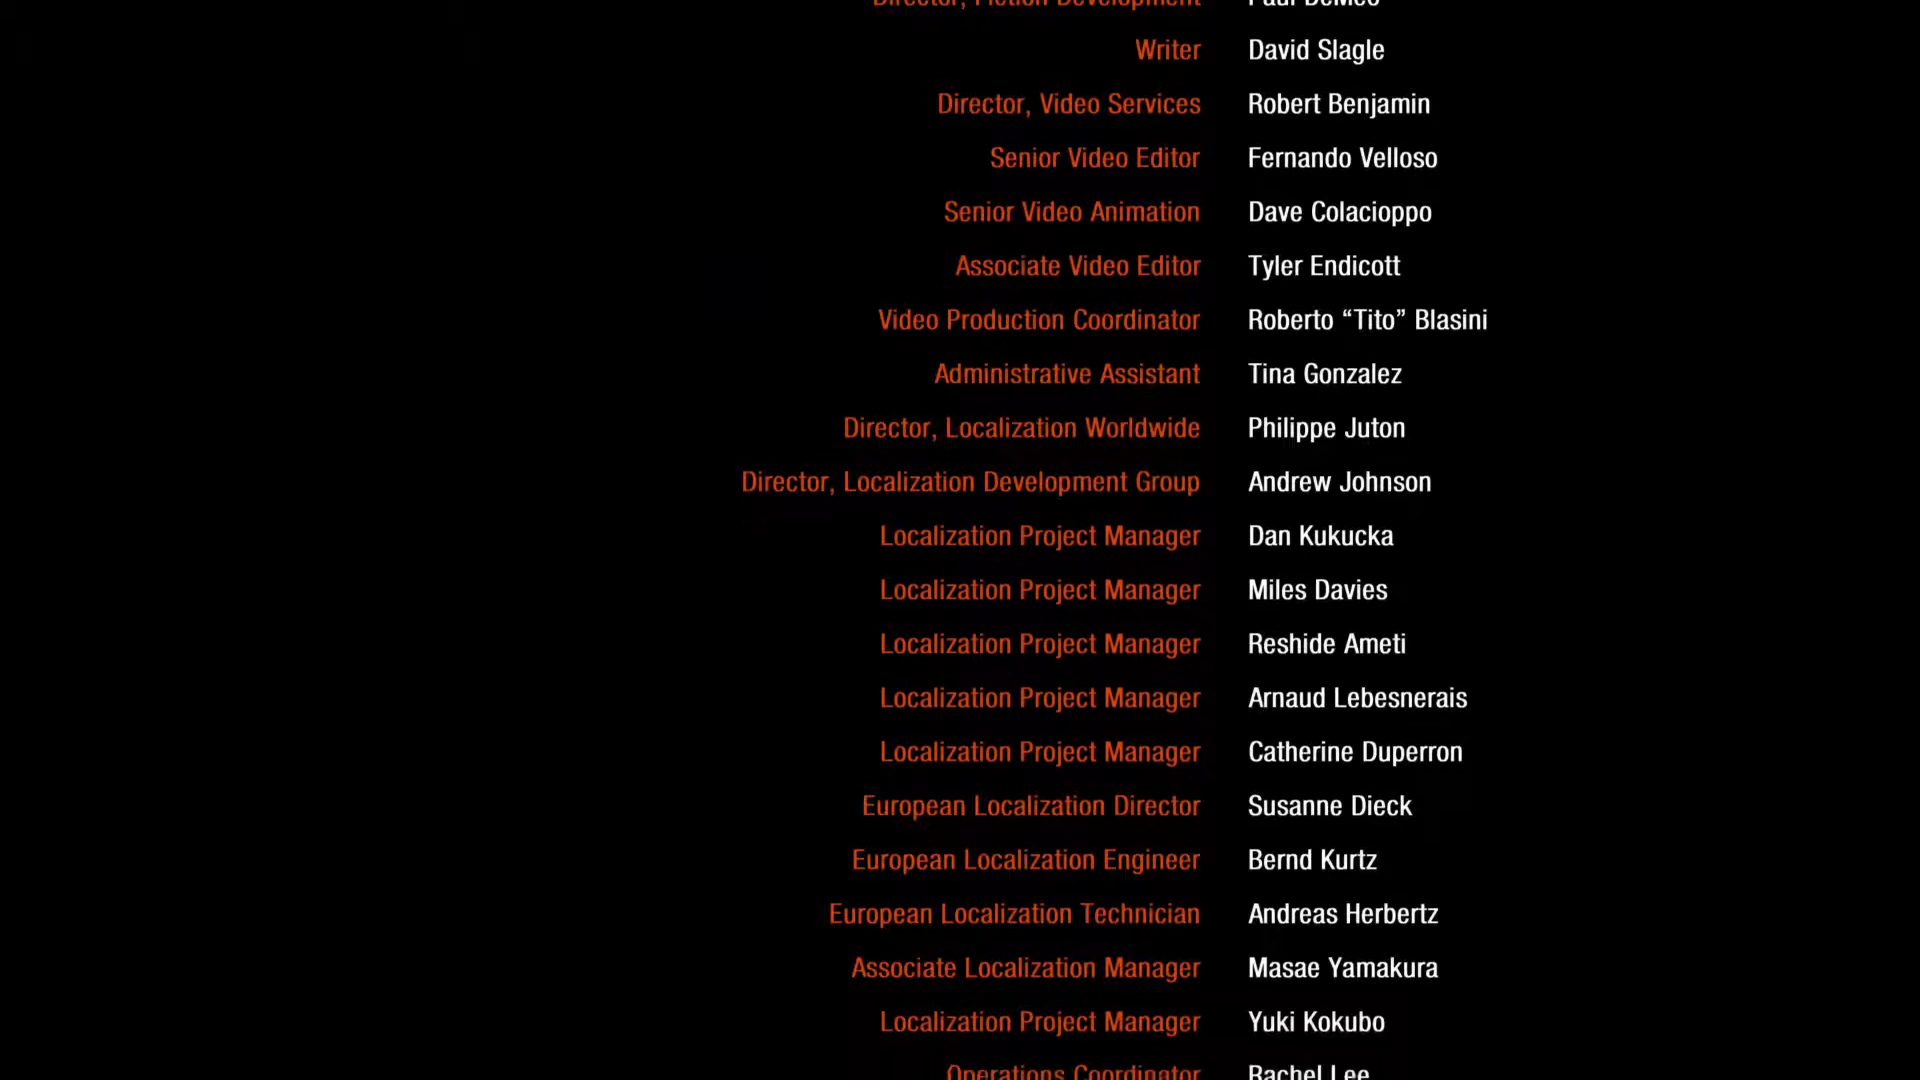 Director, Fiction Development Paul DeMeo
Writer David Slagle
Director, Video Services Robert Benjamin
Senior Video Editor Fernando Velloso
Senior Video Animation Dave Colacioppo
Associate Video Editor Tyler Endicott
Video Production Coordinator Roberto “Tito” Blasini
Administrative Assistant Tina Gonzalez
Director, Localization Worldwide Philippe Juton
Director, Localization Development Group Andrew Johnson
Localization Project Manager Dan Kukucka
Localization Project Manager Miles Davies
Localization Project Manager Reshide Ameti
Localization Project Manager Arnaud Lebesnerais
Localization Project Manager Catherine Duperron
European Localization Director Susanne Dieck
European Localization Engineer Bernd Kurtz
European Localization Technician Andreas Herbertz
Associate Localization Manager Masae Yamakura
Localization Project Manager Yuki Kokubo
Operations Coordinator Rachel Lee